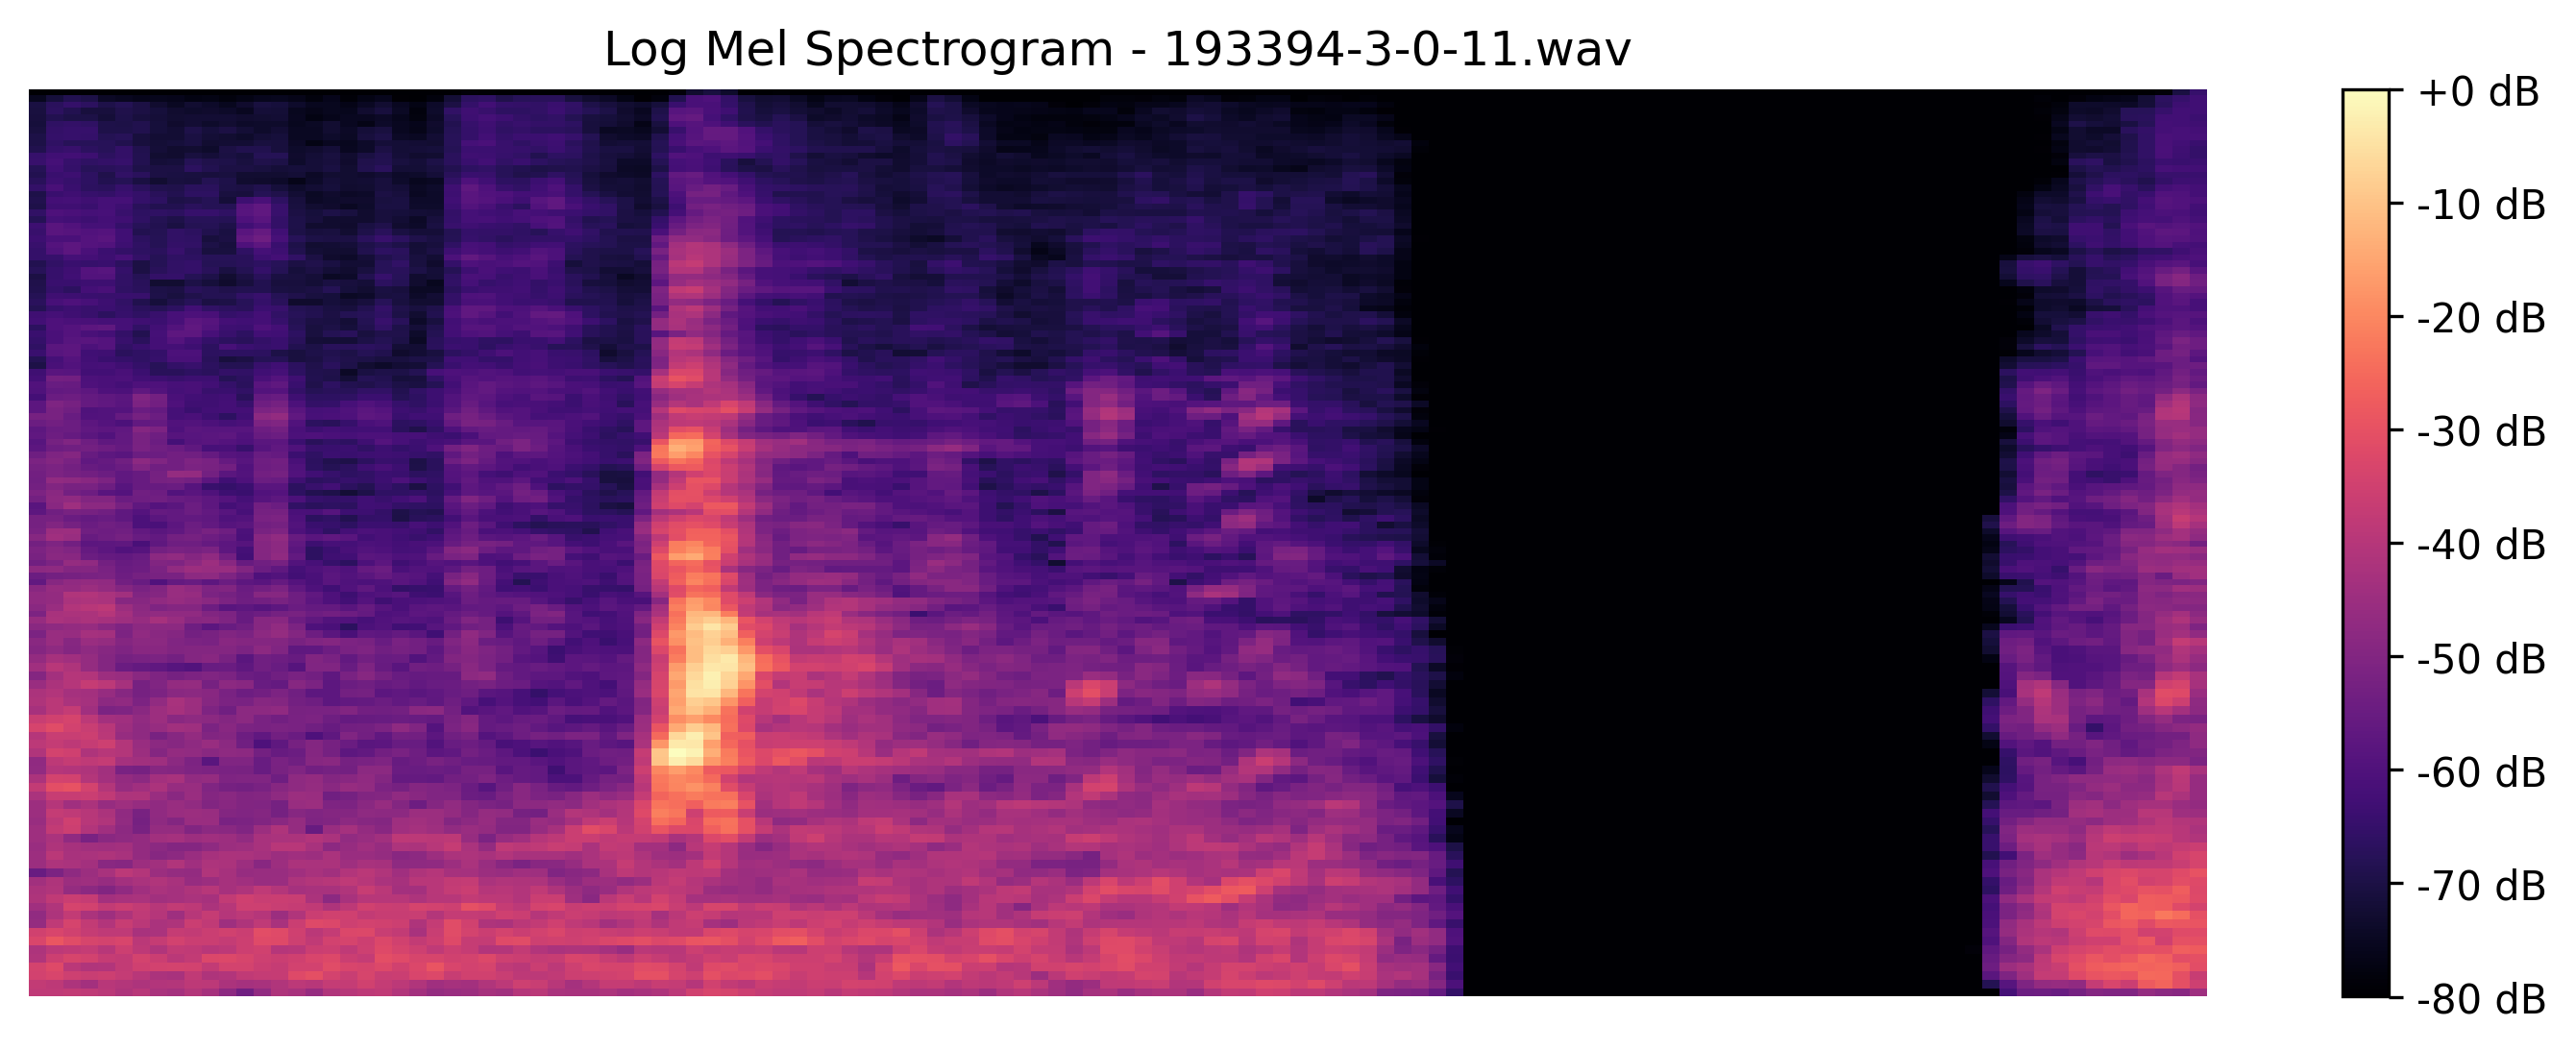 Log Mel Spectrogram - 193394-3-0-11.wav
+0 dB
-10 dB
-20 dB
-30 dB
-40 dB
-50 dB
-60 dB
-70 dB
-80 dB